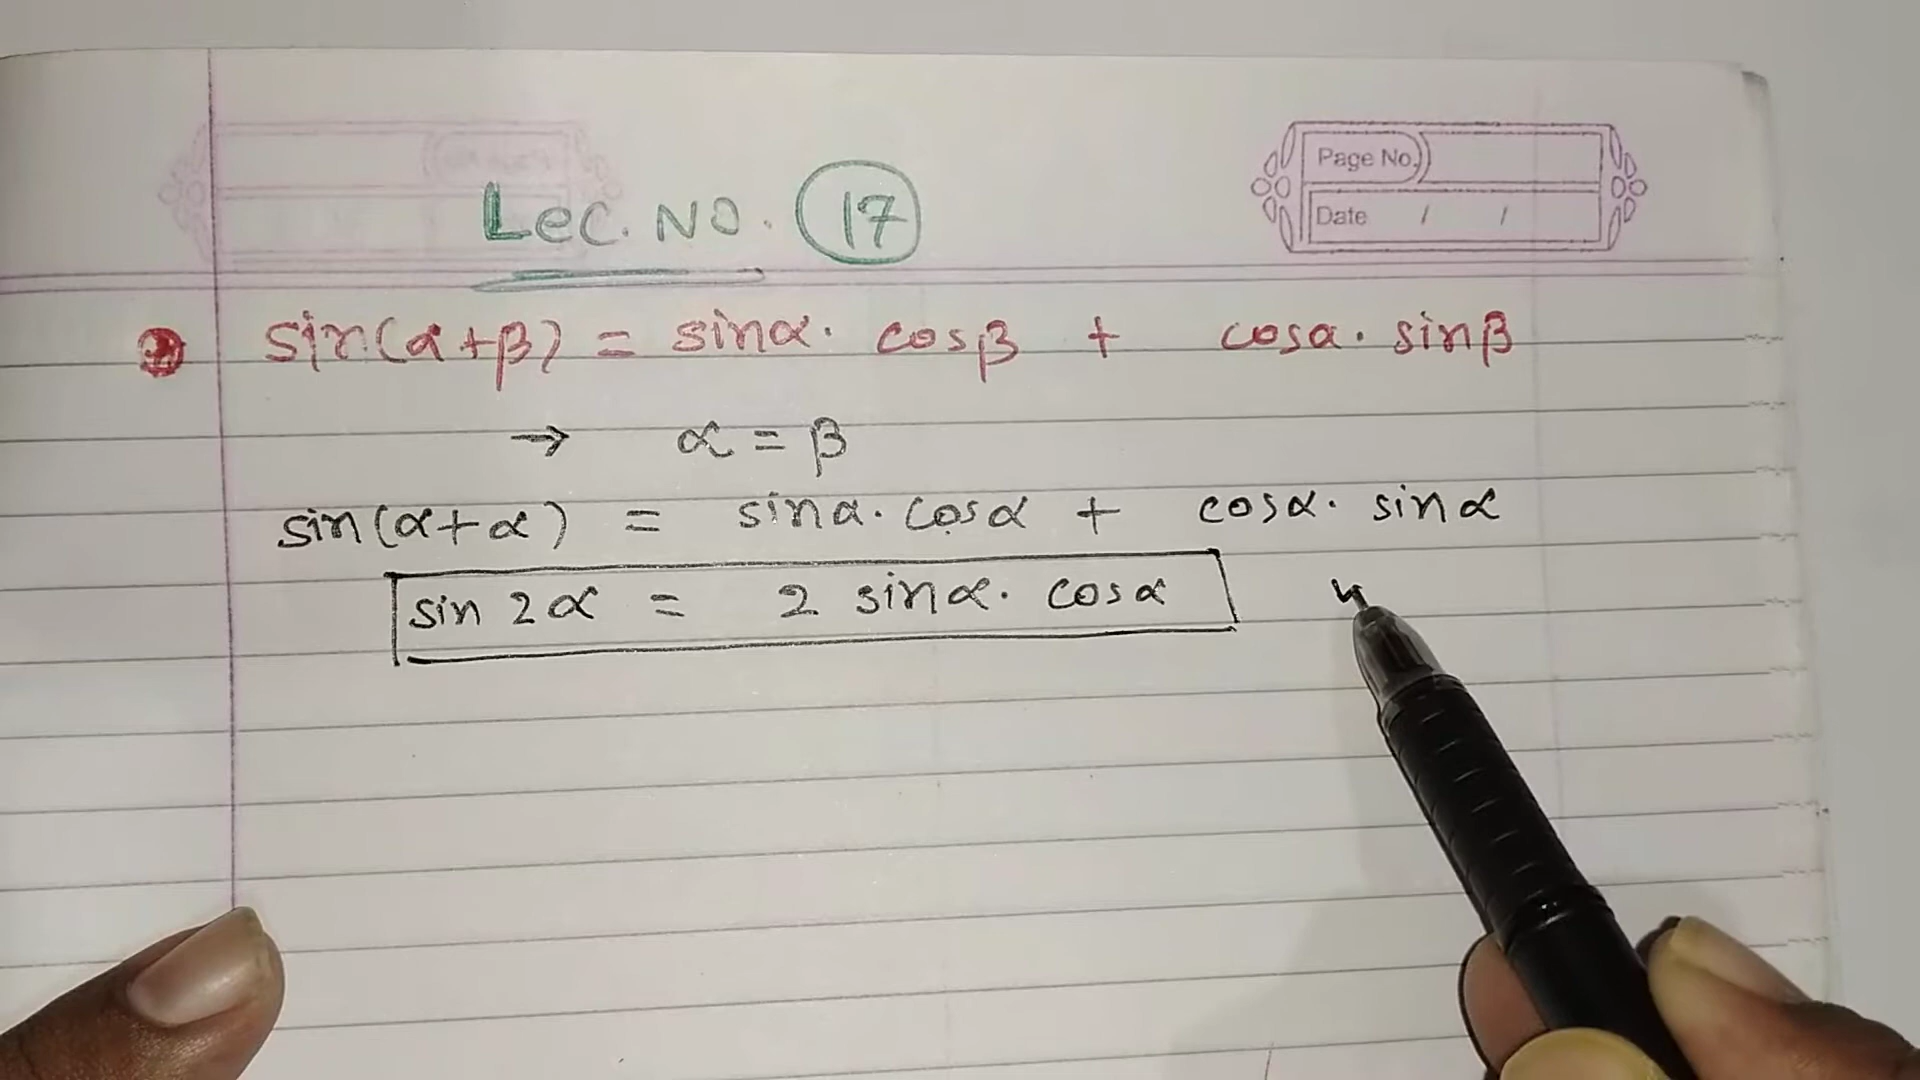 Page No.
Date / /
Lec. No. 17
sin(α+β) = sinα. cosβ + cosα. sinβ
→ α = β
sin(α+α) = sinα. cosα + cosα. sinα
sin 2α = 2 sinα. cosα